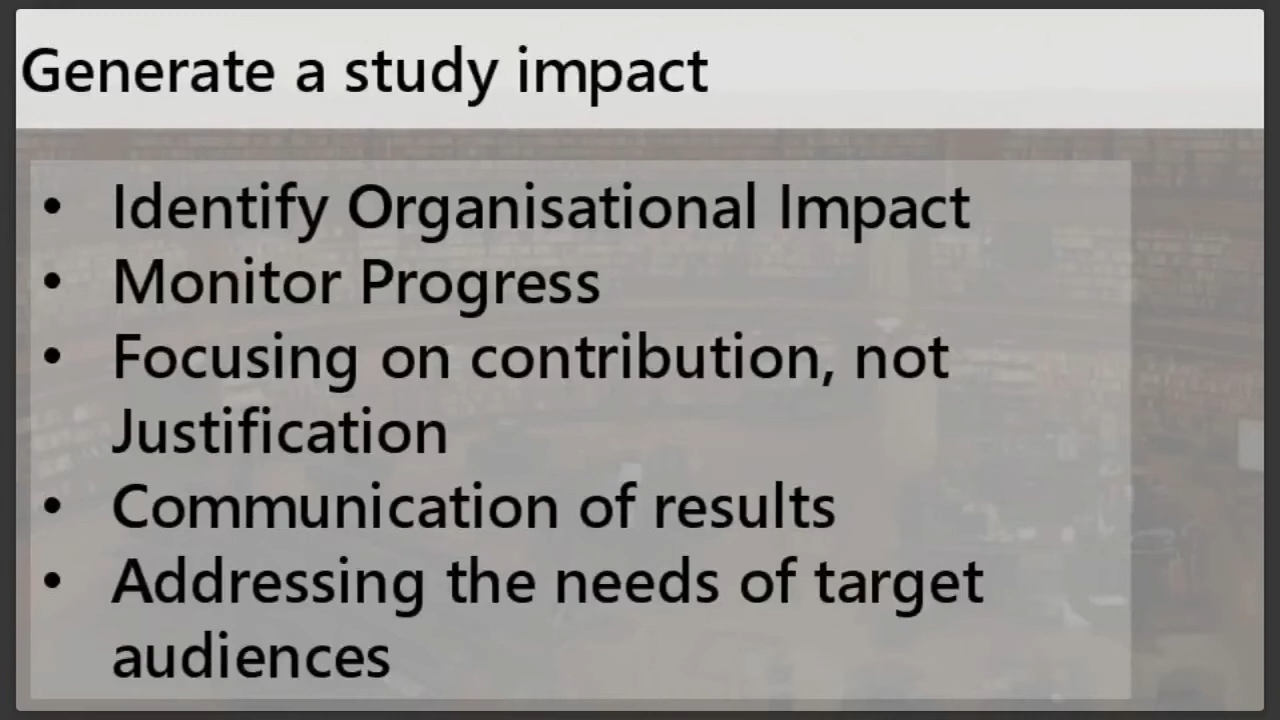 Generate a study impact
• Identify Organisational Impact
• Monitor Progress
• Focusing on contribution, not
Justification
• Communication of results
• Addressing the needs of target
audiences